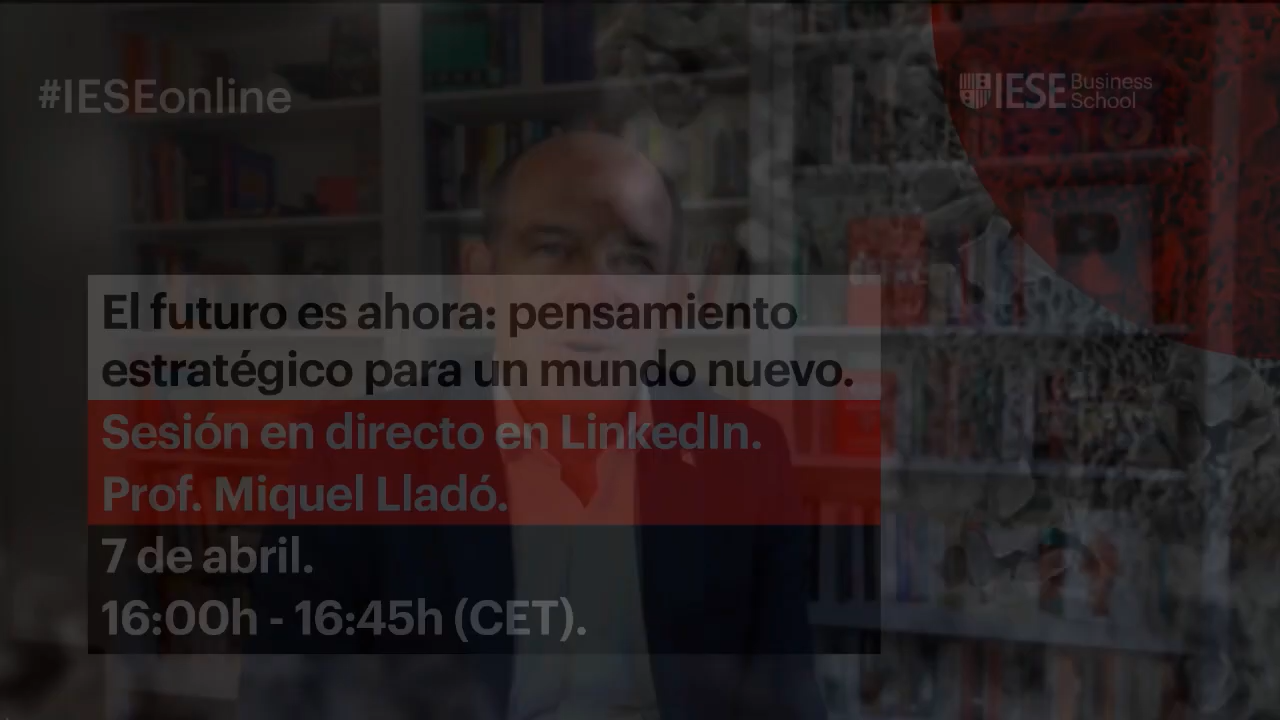 #IESEonline
IESE Business School
El futuro es ahora: pensamiento
estratégico para un mundo nuevo.
Sesión en directo en LinkedIn.
Prof. Miquel Lladó.
7 de abril.
16:00h - 16:45h (CET).